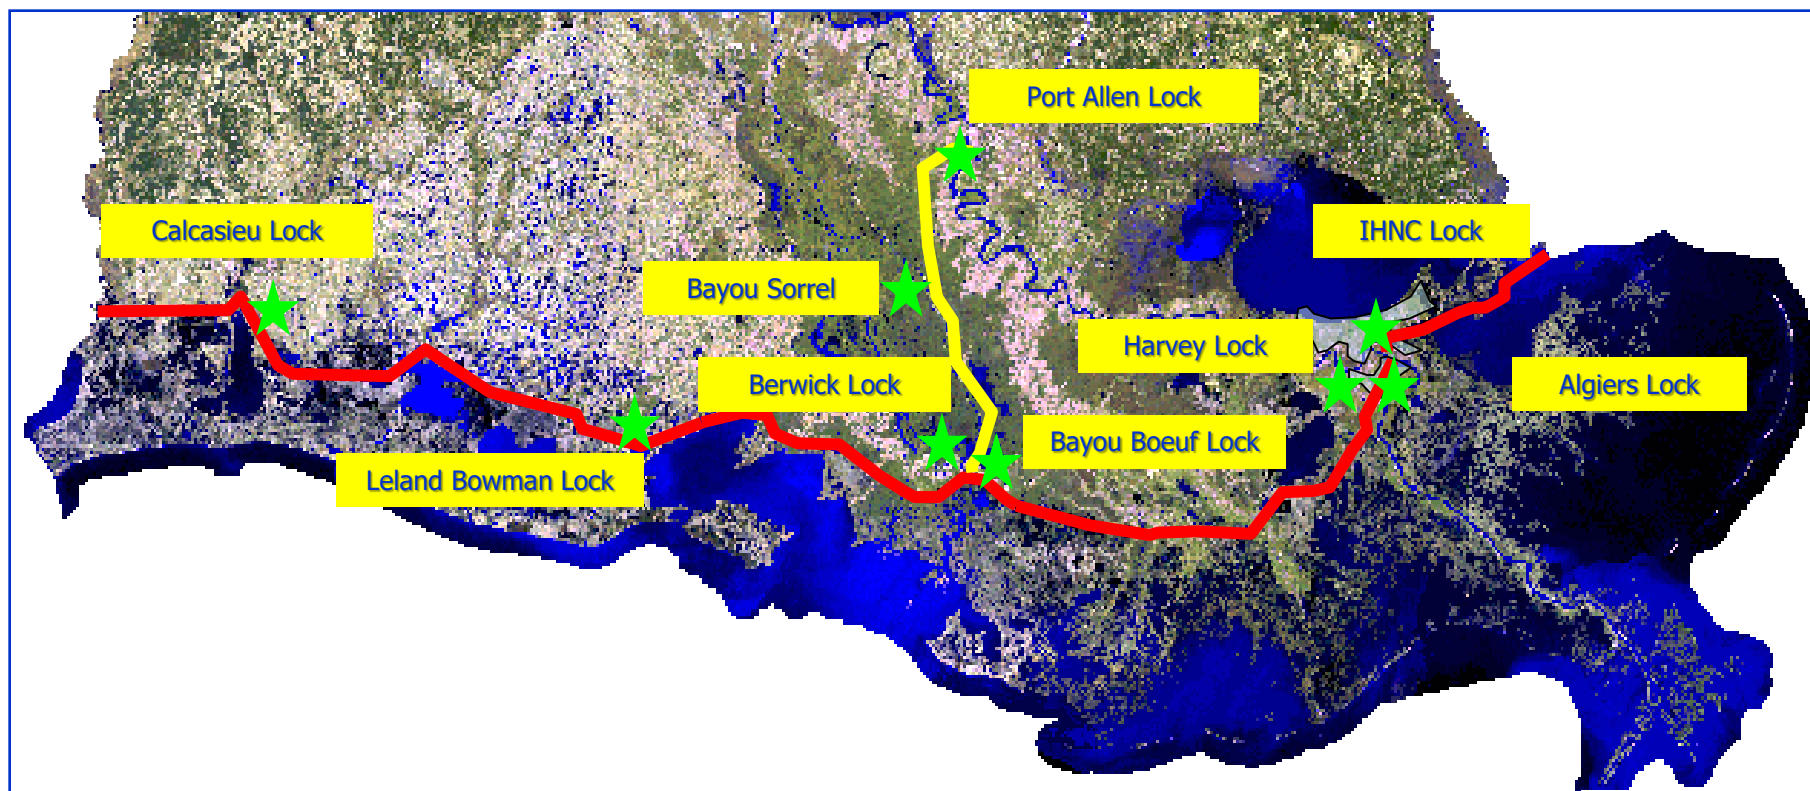 Port Allen Lock
Calcasieu Lock
IHNC Lock
Bayou Sorrel
Harvey Lock
Berwick Lock
Algiers Lock
Bayou Boeuf Lock
Leland Bowman Lock